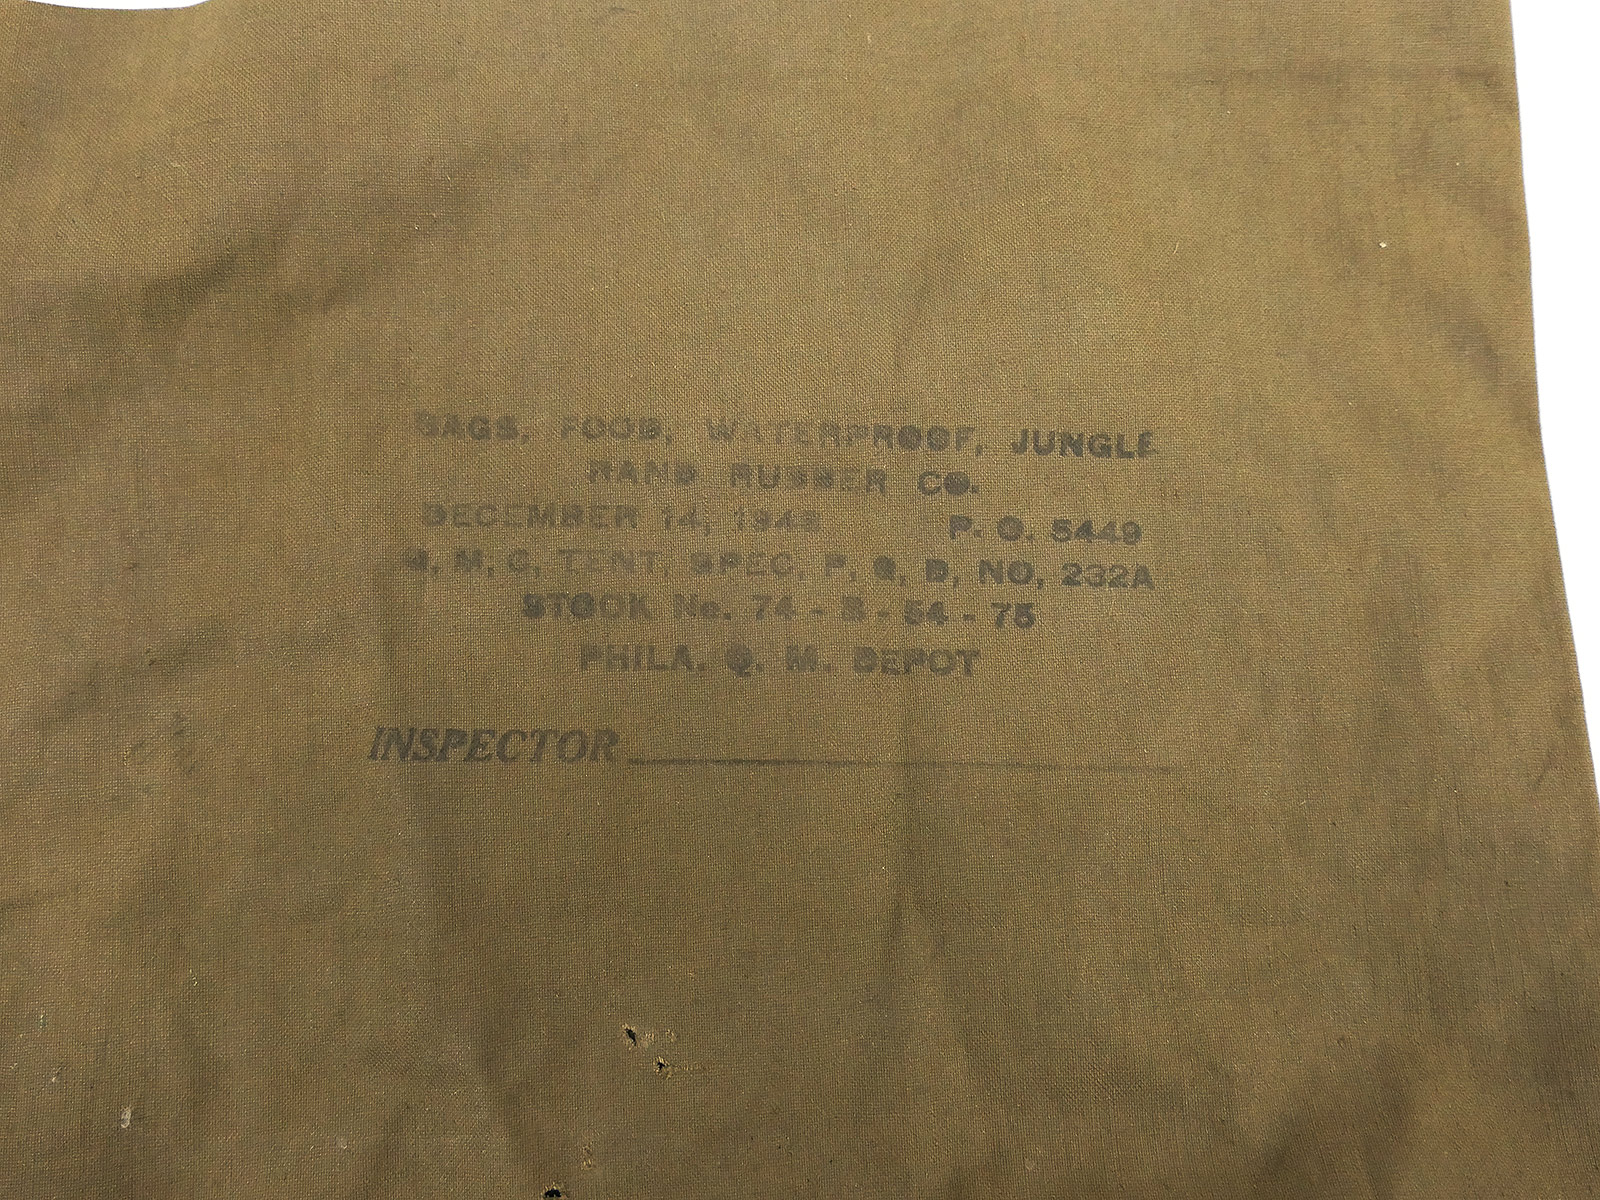 BAGS, FOOD, WATERPROOF, JUNGLE
RAND RUBBER CO.
DECEMBER 14, P. O. 5449
Q. M. C. TENT. SPEC. P. Q. D. NO. 232A
STOCK No. 74 - B - 54 - 75
PHILA. Q. M. DEPOT
INSPECTOR